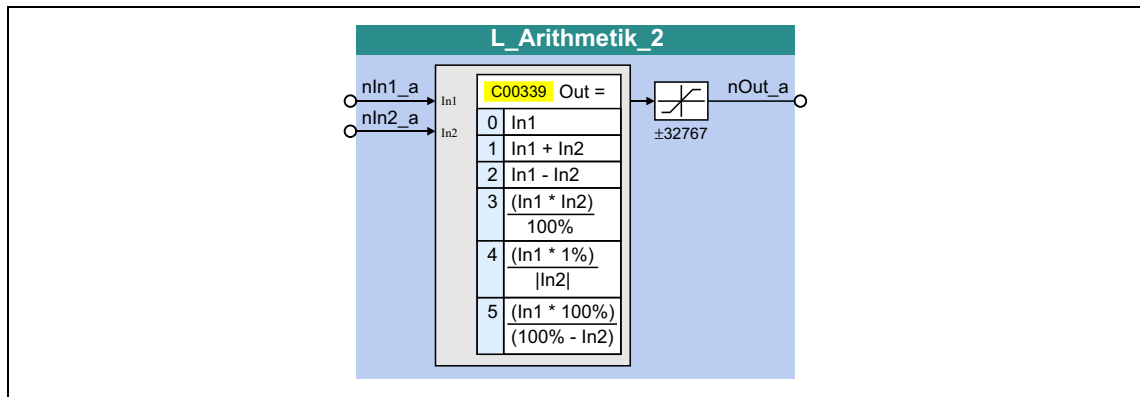 L_Arithmetik_2
nIn1_a
nIn2_a
In1
In2
C00339 Out =
0 In1
1 In1 + In2
2 In1 - In2
3 (In1 * In2)
100%
4 (In1 * 1%)
|In2|
5 (In1 * 100%)
(100% - In2)
±32767
nOut_a